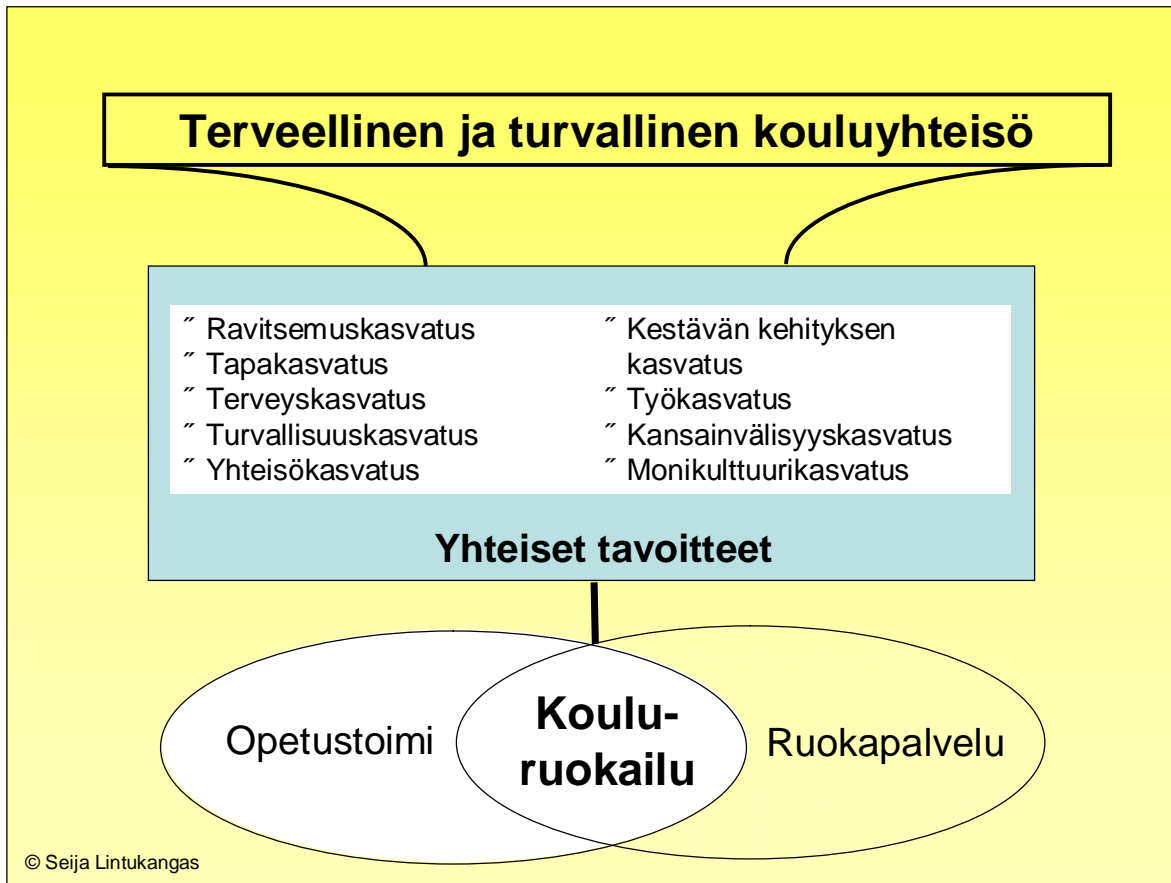 Terveellinen ja turvallinen kouluyhteisö
˝ Ravitsemuskasvatus
˝ Tapakasvatus
˝ Terveyskasvatus
˝ Turvallisuuskasvatus
˝ Yhteisökasvatus
˝ Kestävän kehityksen
kasvatus
˝ Työkasvatus
˝ Kansainvälisyyskasvatus
˝ Monikulttuurikasvatus
Yhteiset tavoitteet
Opetustoimi
Koulu-
ruokailu
Ruokapalvelu
© Seija Lintukangas